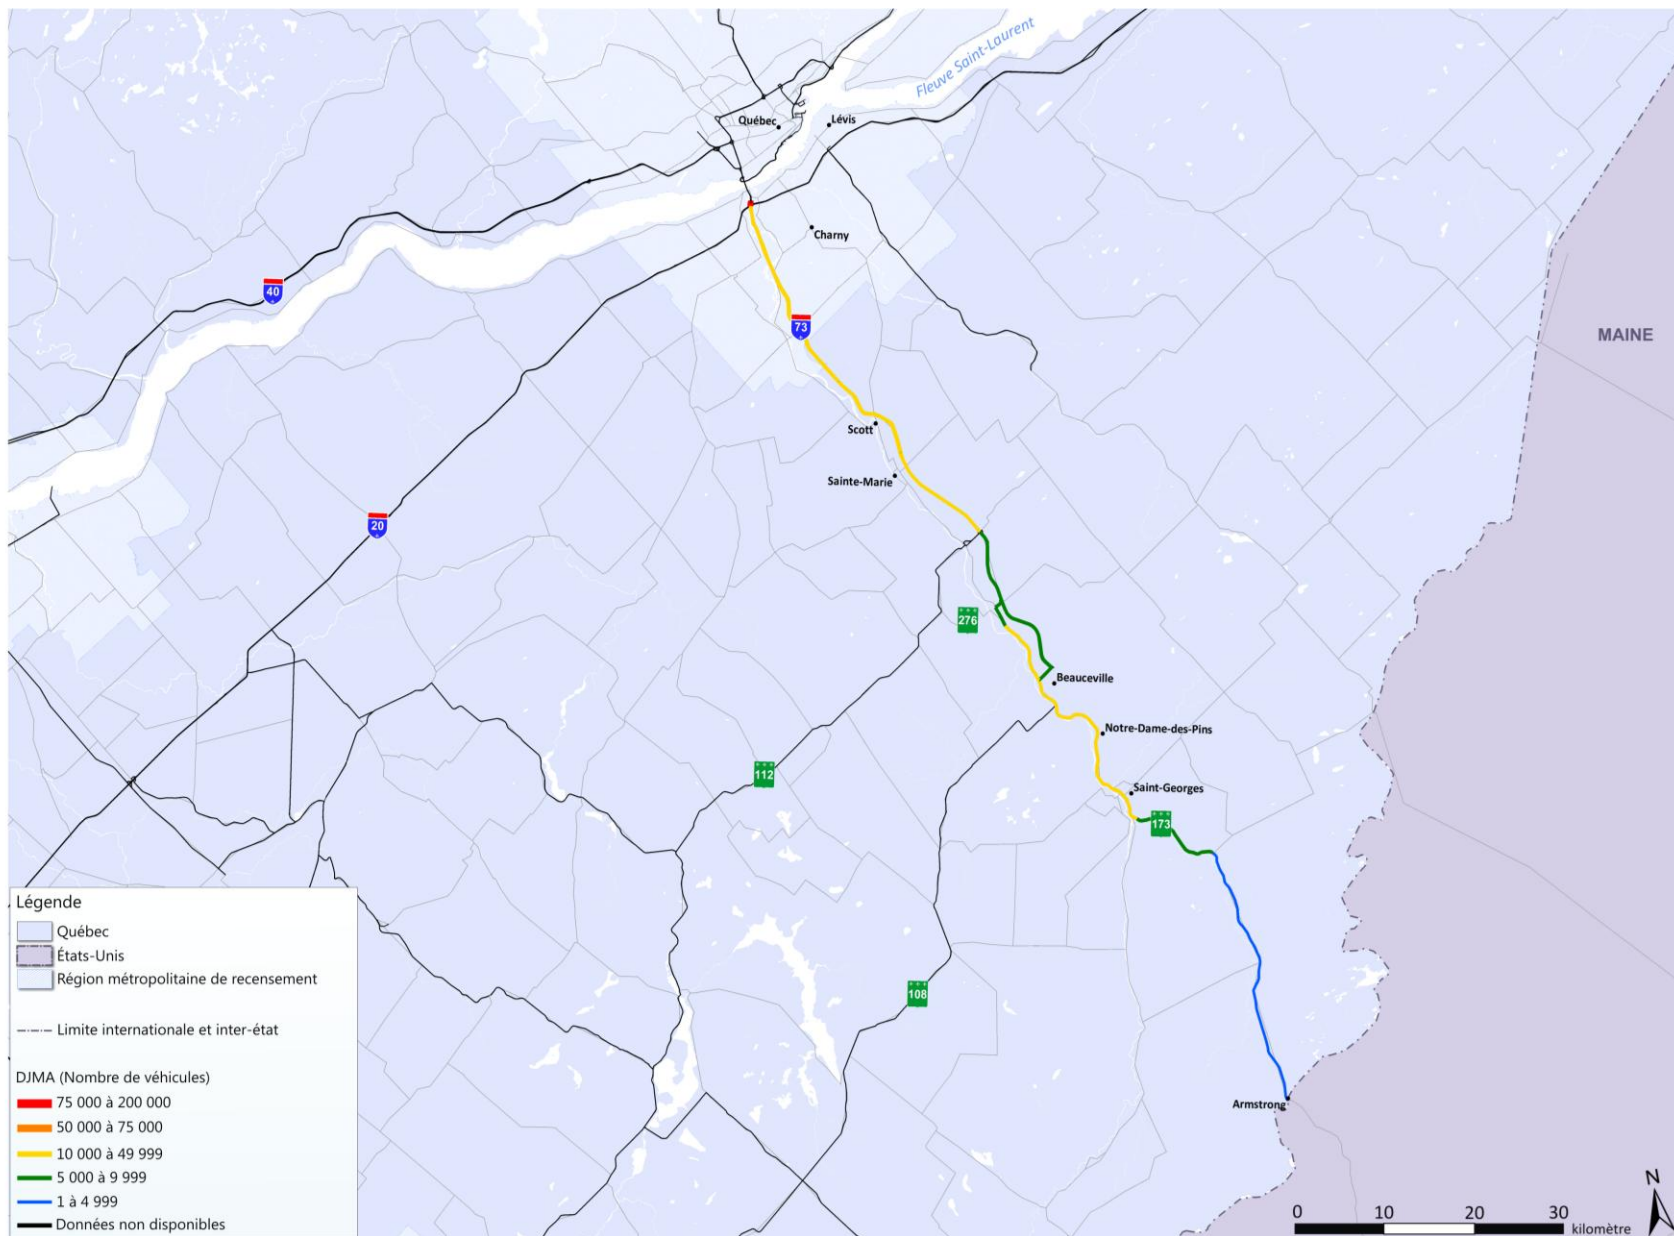 Fleuve Saint-Laurent
Québec
Lévis
Charny
40
73
MAINE
Scott
Sainte-Marie
20
276
Beauceville
Notre-Dame-des-Pins
112
Saint-Georges
173
108
Armstrong
Légende
Québec
États-Unis
Région métropolitaine de recensement
Limite internationale et inter-état
DJMA (Nombre de véhicules)
75 000 à 200 000
50 000 à 75 000
10 000 à 49 999
5 000 à 9 999
1 à 4 999
Données non disponibles
N
0 10 20 30
kilomètre